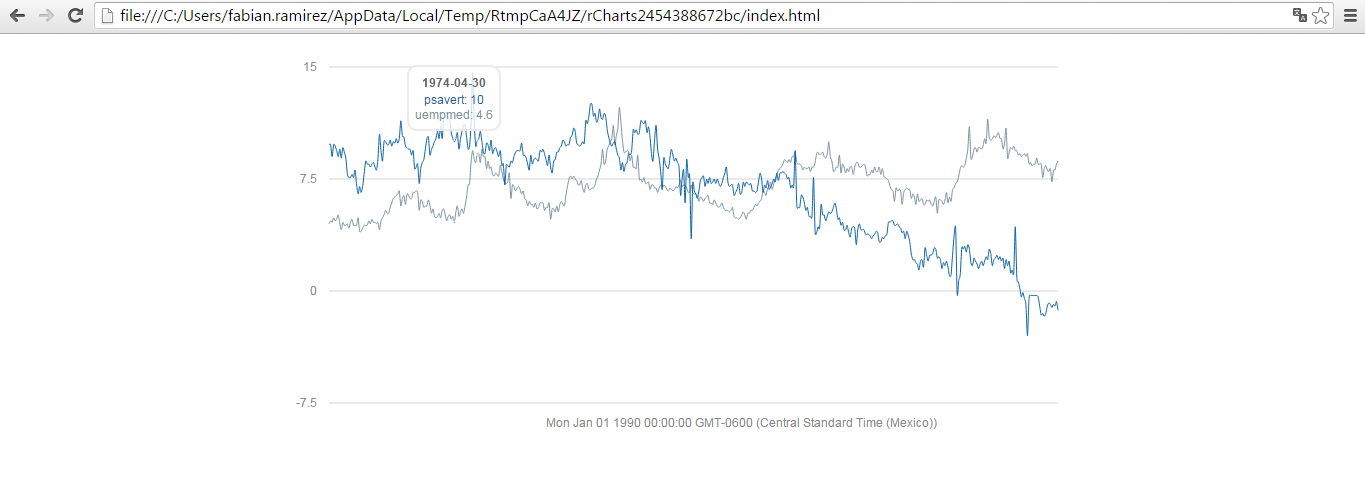 file:///C:/Users/fabian.ramirez/AppData/Local/Temp/RtmpCaA4JZ/rCharts2454388672bc/index.html
15
1974-04-30
psavert: 10
uempmed: 4.6
7.5
0
-7.5
Mon Jan 01 1990 00:00:00 GMT-0600 (Central Standard Time (Mexico))